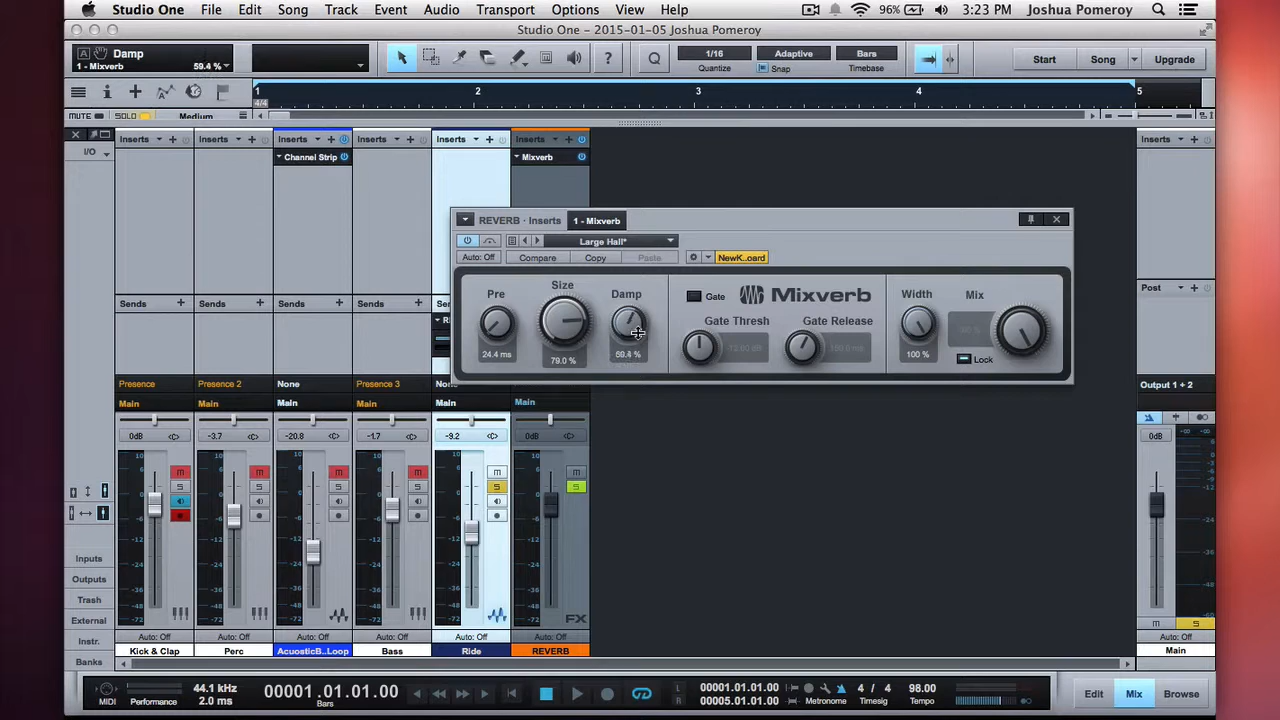 Studio One File Edit Song Track Event Audio Transport Options View Help 96% 3:23 PM Joshua Pomeroy
Studio One - 2015-01-05 Joshua Pomeroy
A Damp
1 - Mixverb 59.4 %
1/16 Adaptive Bars
Quantize Snap Timebase
Q ? Start Song Upgrade
1 2 3 4 5
4/4
MUTE SOLO Medium
Inserts Inserts Inserts Inserts Inserts Inserts Inserts
I/O
Channel Strip Mixverb
REVERB - Inserts 1 - Mixverb
Large Hall*
Auto: Off Compare Copy Paste NewK..oard
Pre Size Damp Gate Mixverb Width Mix
Gate Thresh Gate Release
24.4 ms 79.0 % 59.4 % 100 % Lock
Sends Sends Sends Sends Post
Presence Presence 2 None Presence 3 Output 1 + 2
Main Main Main Main Main Main
0dB -3.7 -20.8 -1.7 -9.2 0dB 0dB
Inputs
Outputs
Trash
External
Instr.
Banks
FX
Auto: Off Auto: Off Auto: Off Auto: Off Auto: Off Auto: Off Auto: Off
Kick & Clap Perc AcuosticB..Loop Bass Ride REVERB Main
MIDI Performance 44.1 kHz 2.0 ms
00001.01.01.00
Bars
L 00001.01.01.00
R 00005.01.01.00
Metronome 4 / 4 Timesig 98.00 Tempo
Edit Mix Browse